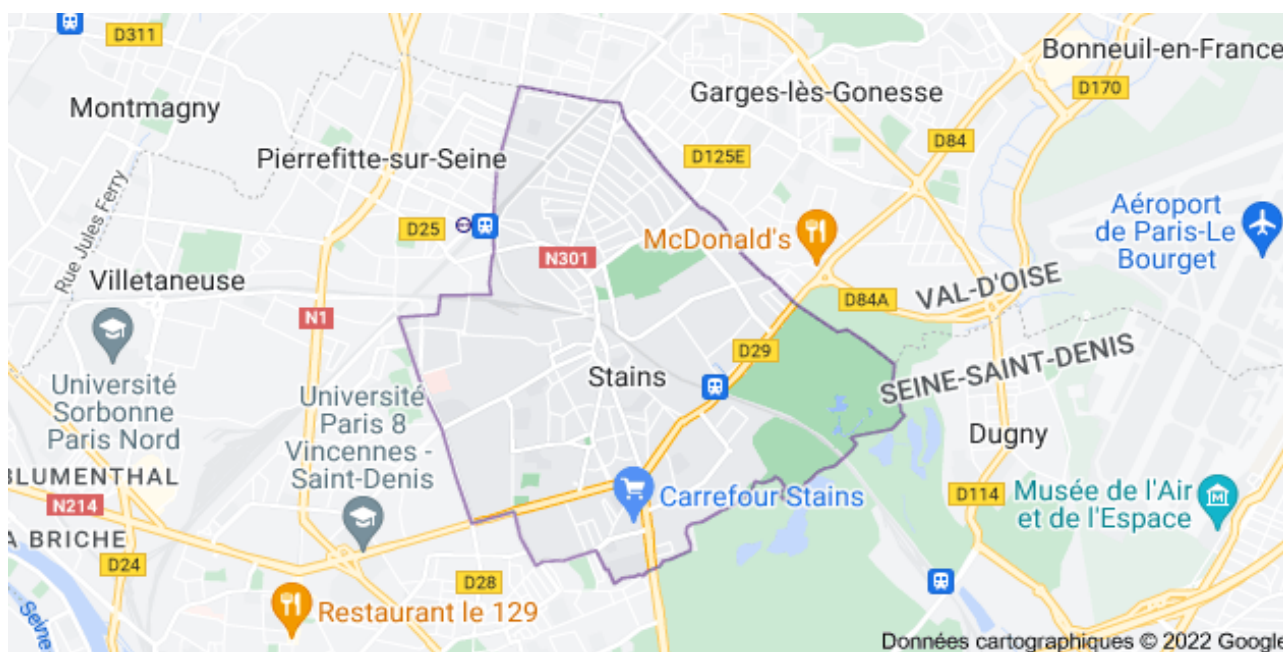 D311
Bonneuil-en-France
Montmagny
Garges-lès-Gonesse
D170
D84
Pierrefitte-sur-Seine
D125E
Rue Jules Ferry
D25
McDonald's
Aéroport
de Paris-Le
Bourget
N301
Villetaneuse
VAL-D'OISE
D84A
N1
D29
SEINE-SAINT-DENIS
Stains
Université
Sorbonne
Paris Nord
Université
Paris 8
Vincennes -
Saint-Denis
Dugny
BLUMENTHAL
N214
Carrefour Stains
D114
Musée de l'Air
et de l'Espace
A BRICHE
D24
D28
Restaurant le 129
Seine
Données cartographiques © 2022 Google